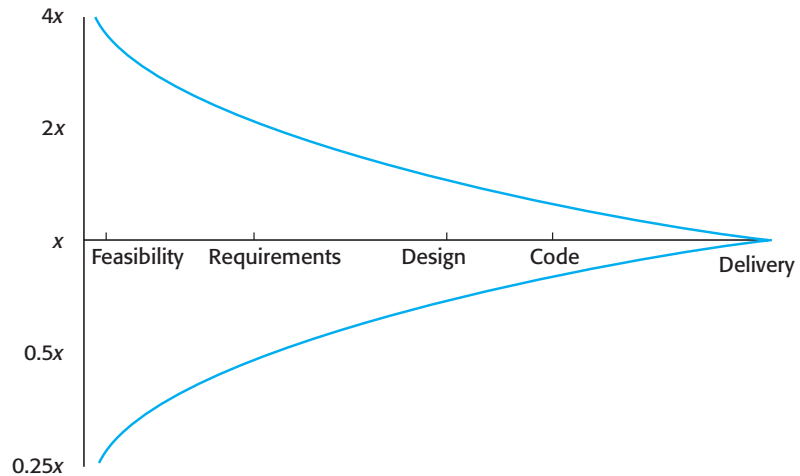 4x
2x
x
Feasibility Requirements Design Code Delivery
0.5x
0.25x